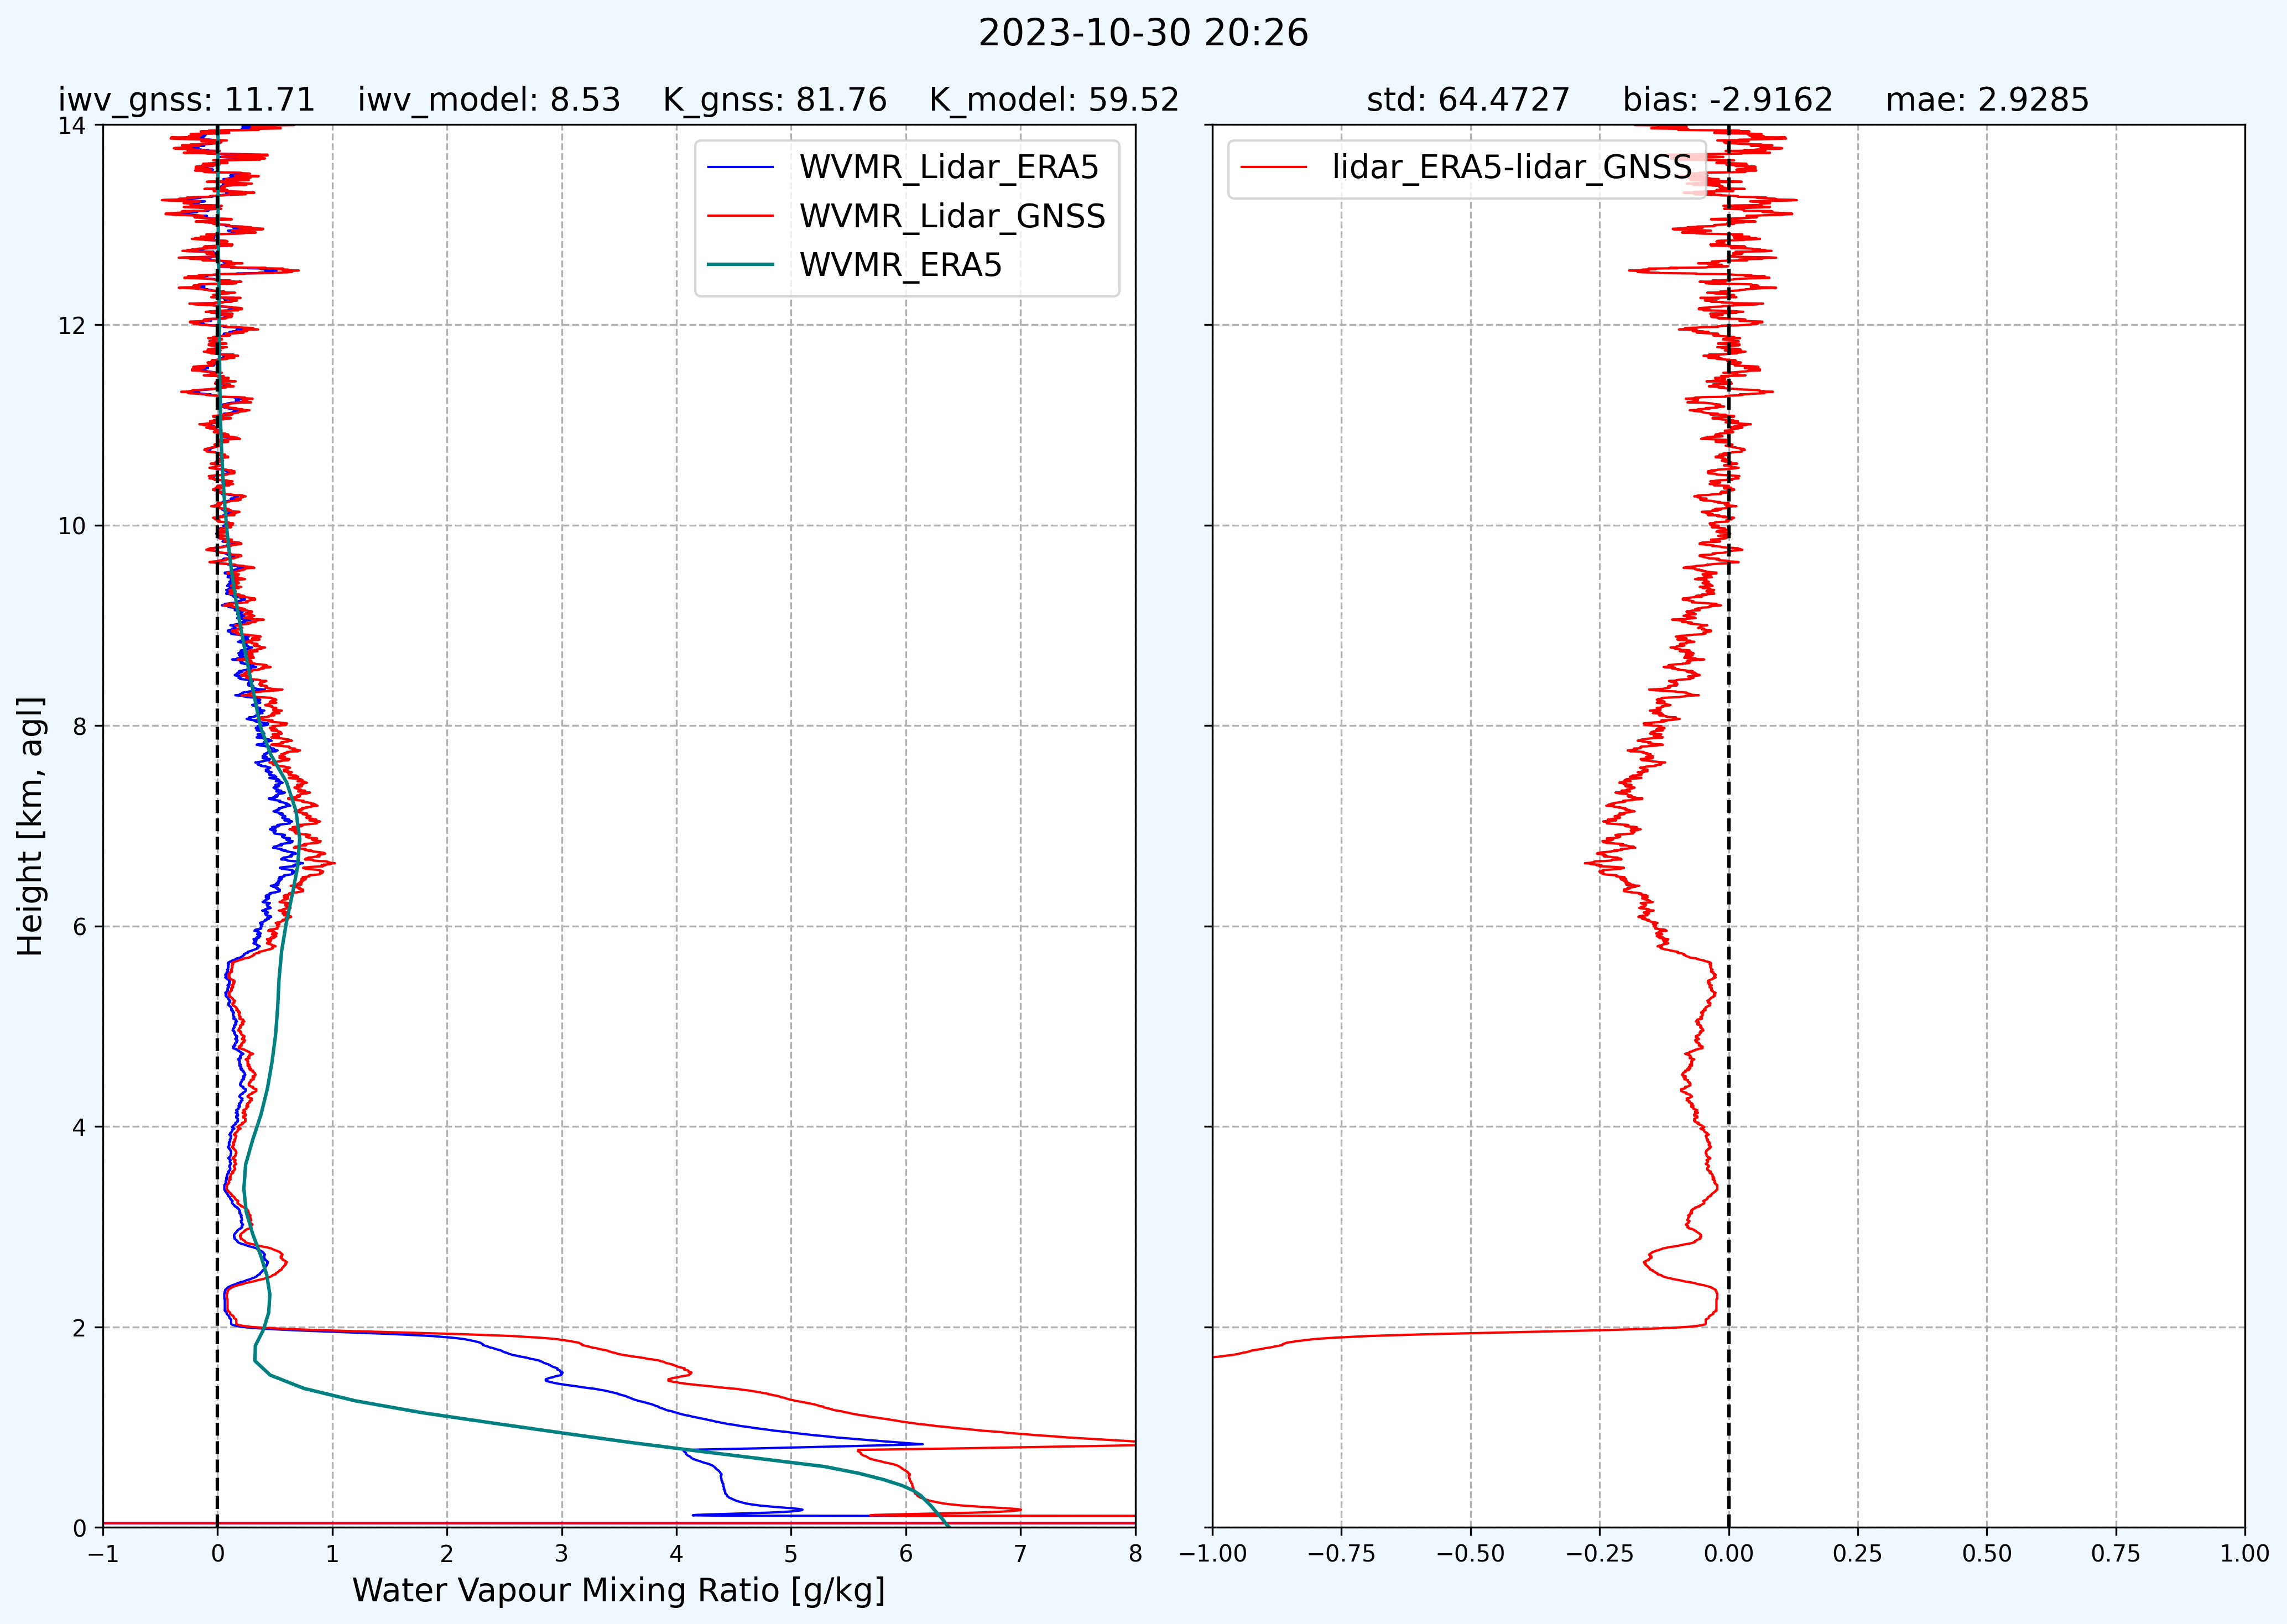 2023-10-30 20:26
iwv_gnss: 11.71 iwv_model: 8.53 K_gnss: 81.76 K_model: 59.52
std: 64.4727 bias: -2.9162 mae: 2.9285
WVMR_Lidar_ERA5
WVMR_Lidar_GNSS
WVMR_ERA5
lidar_ERA5-lidar_GNSS
14
12
10
8
6
4
2
0
Height [km, agl]
−1 0 1 2 3 4 5 6 7 8
Water Vapour Mixing Ratio [g/kg]
−1.00 −0.75 −0.50 −0.25 0.00 0.25 0.50 0.75 1.00